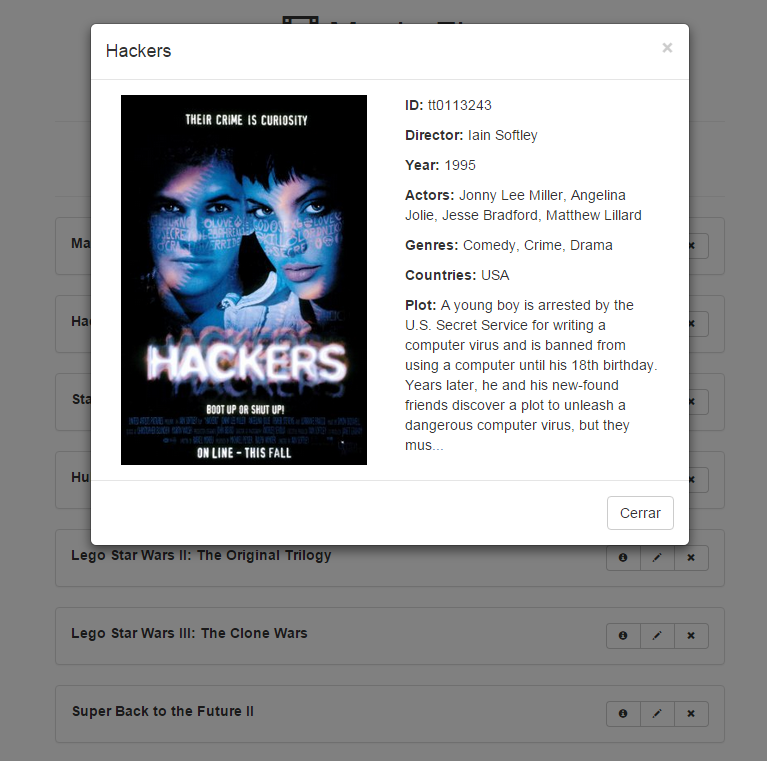 Hackers
×
THEIR CRIME IS CURIOSITY
HACKERS
BOOT UP OR SHUT UP!
ON LINE - THIS FALL
ID: tt0113243
Director: Iain Softley
Year: 1995
Actors: Jonny Lee Miller, Angelina
Jolie, Jesse Bradford, Matthew Lillard
Genres: Comedy, Crime, Drama
Countries: USA
Plot: A young boy is arrested by the
U.S. Secret Service for writing a
computer virus and is banned from
using a computer until his 18th birthday.
Years later, he and his new-found
friends discover a plot to unleash a
dangerous computer virus, but they
mus...
Cerrar
Ma
Ha
Sta
Hu
Lego Star Wars II: The Original Trilogy
Lego Star Wars III: The Clone Wars
Super Back to the Future II